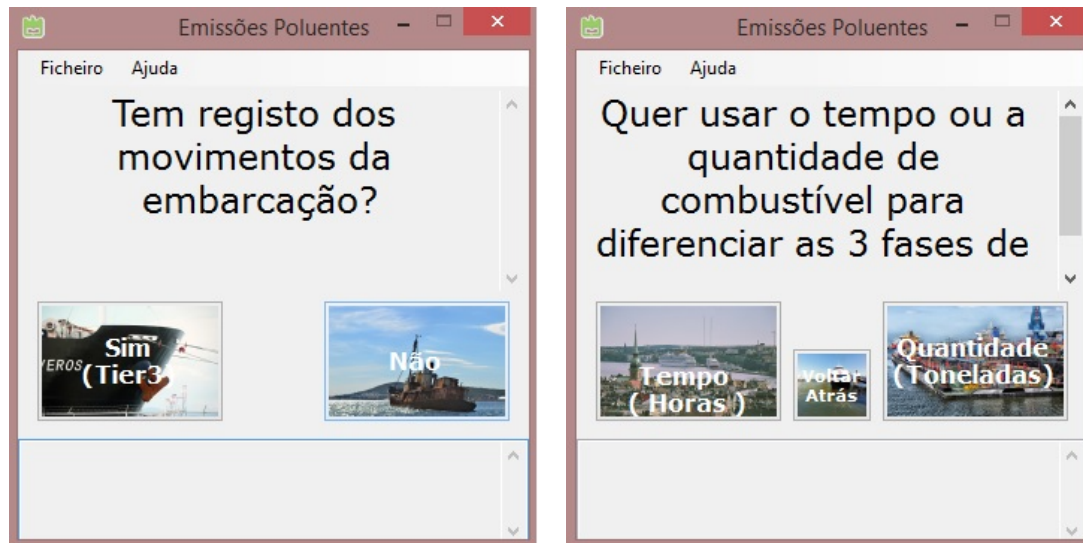 Emissões Poluentes
Ficheiro Ajuda
Tem registo dos
movimentos da
embarcação?
VEROS
Sim
(Tier3)
Não
Emissões Poluentes
Ficheiro Ajuda
Quer usar o tempo ou a
quantidade de
combustível para
diferenciar as 3 fases de
Tempo
( Horas )
Voltar
Atrás
Quantidade
(Toneladas)